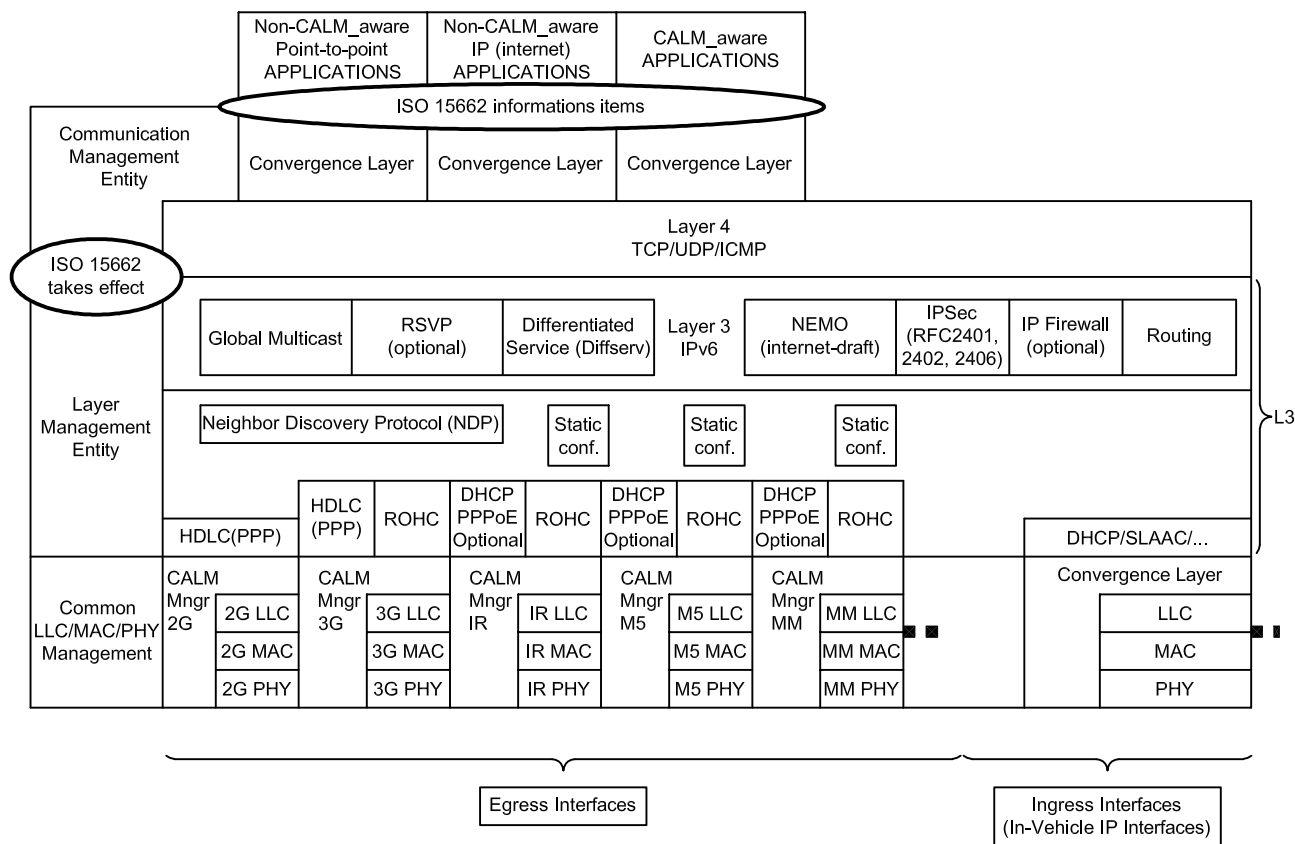 Non-CALM_aware
Point-to-point
APPLICATIONS
Non-CALM_aware
IP (internet)
APPLICATIONS
CALM_aware
APPLICATIONS
ISO 15662 informations items
Communication
Management
Entity
Convergence Layer
Convergence Layer
Convergence Layer
Layer 4
TCP/UDP/ICMP
ISO 15662
takes effect
Global Multicast
RSVP
(optional)
Differentiated
Service (Diffserv)
Layer 3
IPv6
NEMO
(internet-draft)
IPSec
(RFC2401,
2402, 2406)
IP Firewall
(optional)
Routing
L3
Layer
Management
Entity
Neighbor Discovery Protocol (NDP)
Static
conf.
Static
conf.
Static
conf.
HDLC(PPP)
HDLC
(PPP)
ROHC
DHCP
PPPoE
Optional
ROHC
DHCP
PPPoE
Optional
ROHC
DHCP
PPPoE
Optional
ROHC
DHCP/SLAAC/...
Common
LLC/MAC/PHY
Management
CALM
Mngr
2G
2G LLC
2G MAC
2G PHY
CALM
Mngr
3G
3G LLC
3G MAC
3G PHY
CALM
Mngr
IR
IR LLC
IR MAC
IR PHY
CALM
Mngr
M5
M5 LLC
M5 MAC
M5 PHY
CALM
Mngr
MM
MM LLC
MM MAC
MM PHY
Convergence Layer
LLC
MAC
PHY
Egress Interfaces
Ingress Interfaces
(In-Vehicle IP Interfaces)